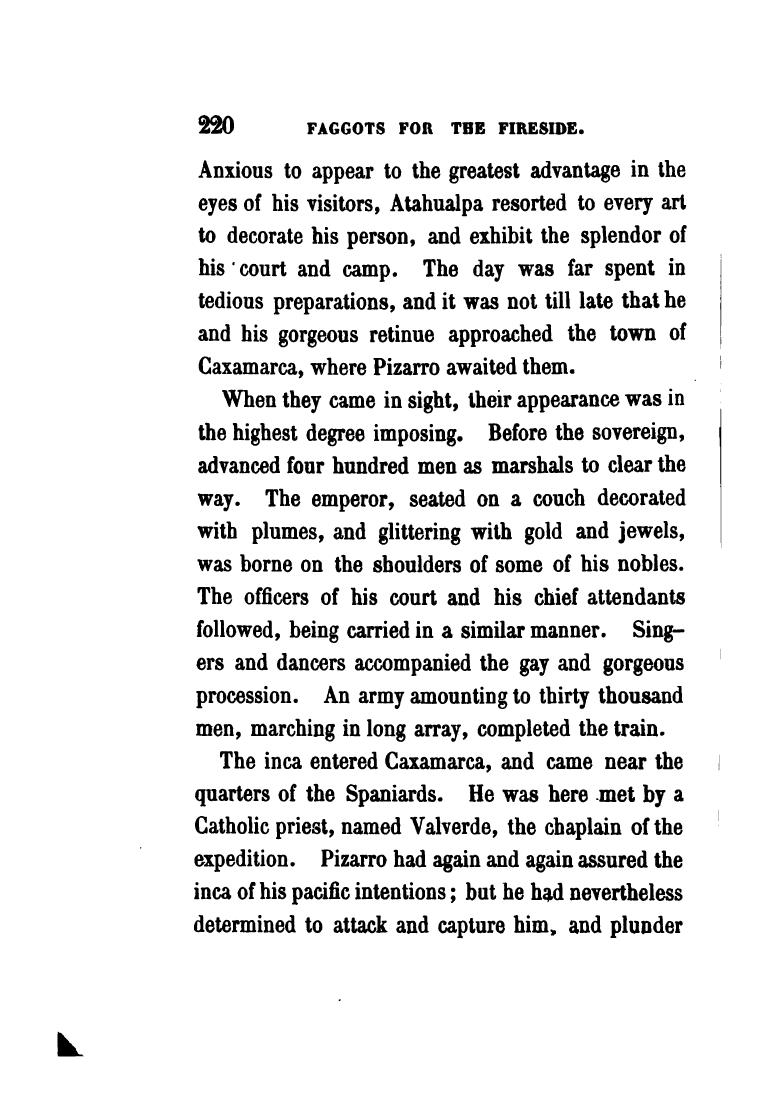 220 FAGGOTS FOR THE FIRESIDE.
Anxious to appear to the greatest advantage in the
eyes of his visitors, Atahualpa resorted to every art
to decorate his person, and exhibit the splendor of
his court and camp. The day was far spent in
tedious preparations, and it was not till late that he
and his gorgeous retinue approached the town of
Caxamarca, where Pizarro awaited them.
When they came in sight, their appearance was in
the highest degree imposing. Before the sovereign,
advanced four hundred men as marshals to clear the
way. The emperor, seated on a couch decorated
with plumes, and glittering with gold and jewels,
was borne on the shoulders of some of his nobles.
The officers of his court and his chief attendants
followed, being carried in a similar manner. Sing-
ers and dancers accompanied the gay and gorgeous
procession. An army amounting to thirty thousand
men, marching in long array, completed the train.
The inca entered Caxamarca, and came near the
quarters of the Spaniards. He was here met by a
Catholic priest, named Valverde, the chaplain of the
expedition. Pizarro had again and again assured the
inca of his pacific intentions; but he had nevertheless
determined to attack and capture him, and plunder